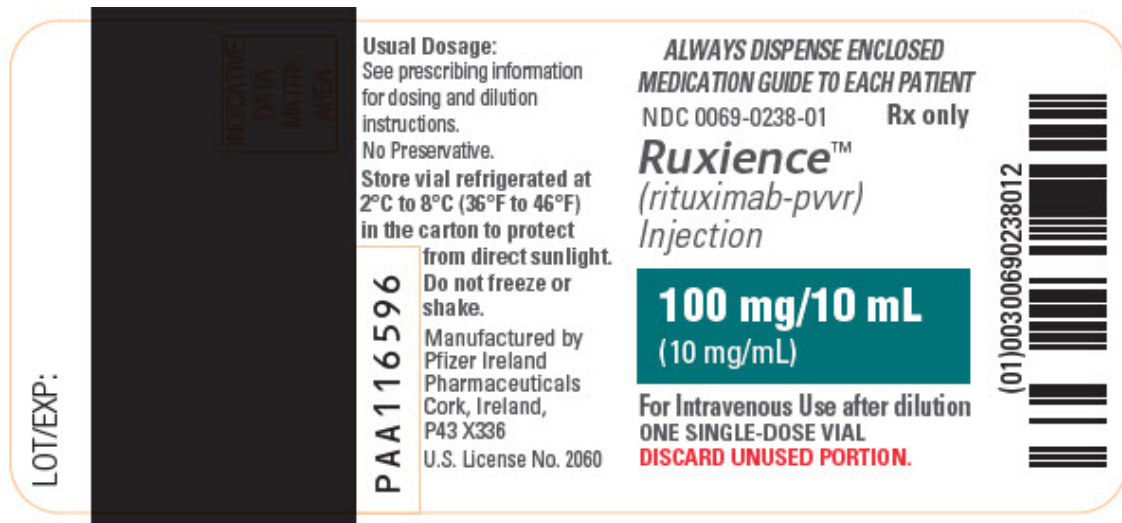 LOT/EXP:
INDICATIVE
DATA
MATRIX
AREA
Usual Dosage:
See prescribing information
for dosing and dilution
instructions.
No Preservative.
Store vial refrigerated at
2°C to 8°C (36°F to 46°F)
in the carton to protect
from direct sunlight.
Do not freeze or
shake.
Manufactured by
Pfizer Ireland
Pharmaceuticals
Cork, Ireland,
P43 X336
U.S. License No. 2060
PAA116596
ALWAYS DISPENSE ENCLOSED
MEDICATION GUIDE TO EACH PATIENT
NDC 0069-0238-01 Rx only
Ruxience™
(rituximab-pvvr)
Injection
100 mg/10 mL
(10 mg/mL)
For Intravenous Use after dilution
ONE SINGLE-DOSE VIAL
DISCARD UNUSED PORTION.
(01)00300690238012